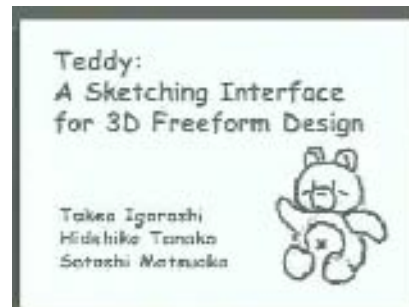 Teddy:
A Sketching Interface
for 3D Freeform Design
Takeo Igarashi
Hidehiko Tanaka
Satoshi Matsuoka